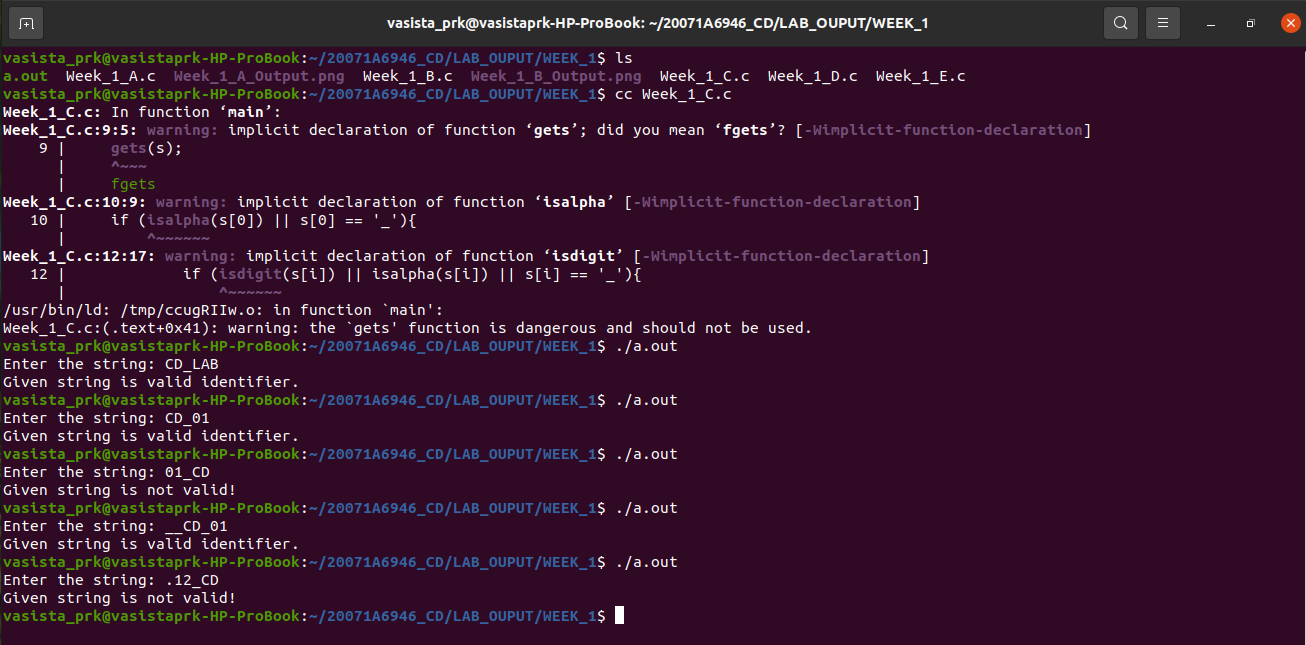 vasista_prk@vasistaprk-HP-ProBook: ~/20071A6946_CD/LAB_OUPUT/WEEK_1
vasista_prk@vasistaprk-HP-ProBook:~/20071A6946_CD/LAB_OUPUT/WEEK_1$ ls
a.out  Week_1_A.c  Week_1_A_Output.png  Week_1_B.c  Week_1_B_Output.png  Week_1_C.c  Week_1_D.c  Week_1_E.c
vasista_prk@vasistaprk-HP-ProBook:~/20071A6946_CD/LAB_OUPUT/WEEK_1$ cc Week_1_C.c
Week_1_C.c: In function ‘main’:
Week_1_C.c:9:5: warning: implicit declaration of function ‘gets’; did you mean ‘fgets’? [-Wimplicit-function-declaration]
    9 |     gets(s);
      |     ^~~~
      |     fgets
Week_1_C.c:10:9: warning: implicit declaration of function ‘isalpha’ [-Wimplicit-function-declaration]
   10 |     if (isalpha(s[0]) || s[0] == '_'){
      |         ^~~~~~~
Week_1_C.c:12:17: warning: implicit declaration of function ‘isdigit’ [-Wimplicit-function-declaration]
   12 |             if (isdigit(s[i]) || isalpha(s[i]) || s[i] == '_'){
      |                 ^~~~~~~
/usr/bin/ld: /tmp/ccugRIIw.o: in function `main':
Week_1_C.c:(.text+0x41): warning: the `gets' function is dangerous and should not be used.
vasista_prk@vasistaprk-HP-ProBook:~/20071A6946_CD/LAB_OUPUT/WEEK_1$ ./a.out
Enter the string: CD_LAB
Given string is valid identifier.
vasista_prk@vasistaprk-HP-ProBook:~/20071A6946_CD/LAB_OUPUT/WEEK_1$ ./a.out
Enter the string: CD_01
Given string is valid identifier.
vasista_prk@vasistaprk-HP-ProBook:~/20071A6946_CD/LAB_OUPUT/WEEK_1$ ./a.out
Enter the string: 01_CD
Given string is not valid!
vasista_prk@vasistaprk-HP-ProBook:~/20071A6946_CD/LAB_OUPUT/WEEK_1$ ./a.out
Enter the string: __CD_01
Given string is valid identifier.
vasista_prk@vasistaprk-HP-ProBook:~/20071A6946_CD/LAB_OUPUT/WEEK_1$ ./a.out
Enter the string: .12_CD
Given string is not valid!
vasista_prk@vasistaprk-HP-ProBook:~/20071A6946_CD/LAB_OUPUT/WEEK_1$